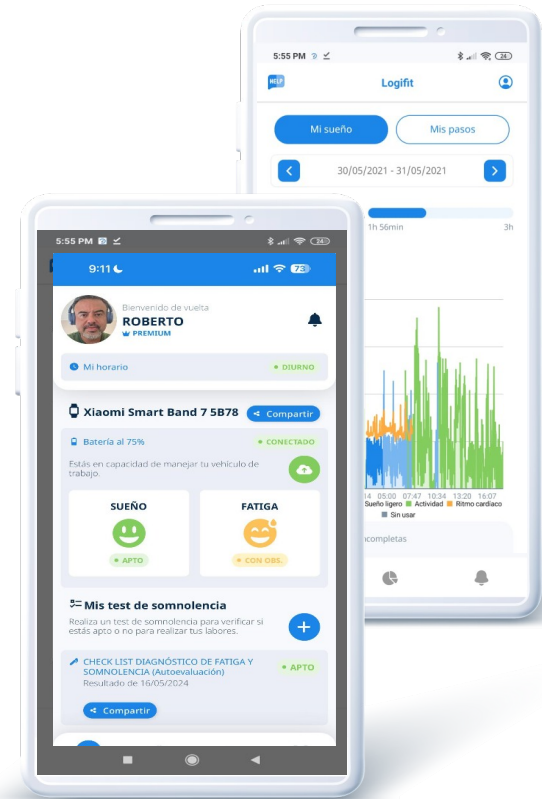 5:55 PM
24
HELP
Logifit
Mi sueño
Mis pasos
30/05/2021 - 31/05/2021
1h 56min
3h
14 05:00 07:47 10:34 13:20 16:07
Sueño ligero Actividad Ritmo cardíaco
Sin usar
incompletas
5:55 PM
24
9:11
73
Bienvenido de vuelta
ROBERTO
PREMIUM
Mi horario
DIURNO
Xiaomi Smart Band 7 5B78
Compartir
Batería al 75%
CONECTADO
Estás en capacidad de manejar tu vehículo de
trabajo.
SUEÑO
FATIGA
APTO
CON OBS.
Mis test de somnolencia
Realiza un test de somnolencia para verificar si
estás apto o no para realizar tus labores.
CHECK LIST DIAGNÓSTICO DE FATIGA Y
SOMNOLENCIA (Autoevaluación)
APTO
Resultado de 16/05/2024
Compartir